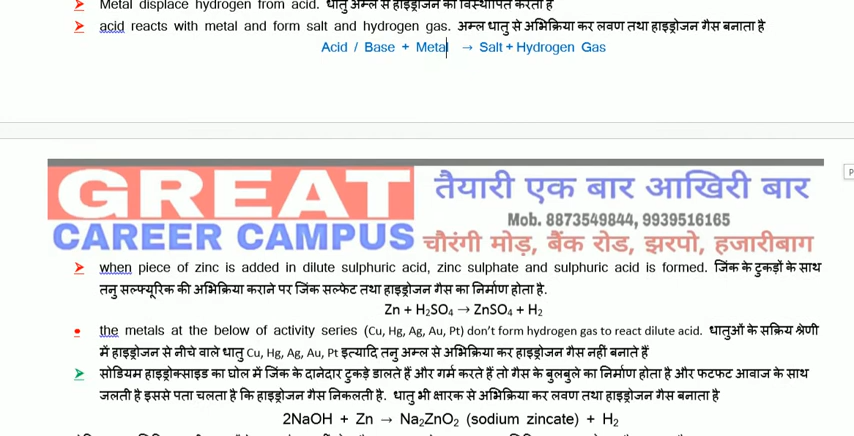 Metal displace hydrogen from acid. धातु अम्ल से हाइड्रोजन को विस्थापित करता है
acid reacts with metal and form salt and hydrogen gas. अम्ल धातु से अभिक्रिया कर लवण तथा हाइड्रोजन गैस बनाता है
Acid / Base + Metal → Salt + Hydrogen Gas
GREAT
CAREER CAMPUS
तैयारी एक बार आखिरी बार
Mob. 8873549844, 9939516165
चौरंगी मोड़, बैंक रोड, झरपो, हजारीबाग
when piece of zinc is added in dilute sulphuric acid, zinc sulphate and sulphuric acid is formed. जिंक के टुकड़ों के साथ
तनु सल्फ्यूरिक की अभिक्रिया कराने पर जिंक सल्फेट तथा हाइड्रोजन गैस का निर्माण होता है.
Zn + H₂SO₄ → ZnSO₄ + H₂
the metals at the below of activity series (Cu, Hg, Ag, Au, Pt) don't form hydrogen gas to react dilute acid. धातुओं के सक्रिय श्रेणी
में हाइड्रोजन से नीचे वाले धातु Cu, Hg, Ag, Au, Pt इत्यादि तनु अम्ल से अभिक्रिया कर हाइड्रोजन गैस नहीं बनाते हैं
सोडियम हाइड्रोक्साइड का घोल में जिंक के दानेदार टुकड़े डालते हैं और गर्म करते हैं तो गैस के बुलबुले का निर्माण होता है और फटफट आवाज के साथ
जलती है इससे पता चलता है कि हाइड्रोजन गैस निकलती है. धातु भी क्षारक से अभिक्रिया कर लवण तथा हाइड्रोजन गैस बनाता है
2NaOH + Zn → Na₂ZnO₂ (sodium zincate) + H₂